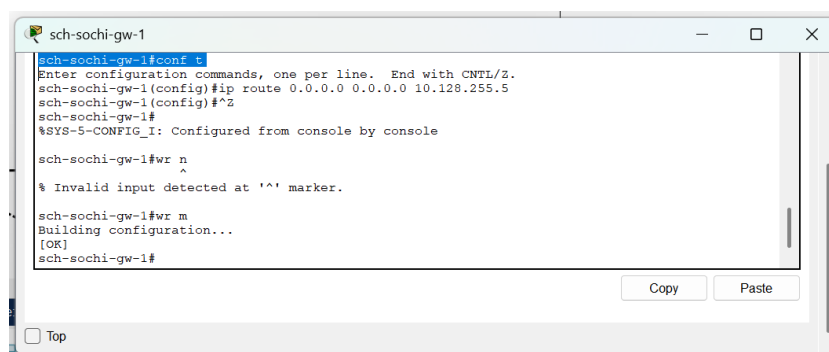 sch-sochi-gw-1
sch-sochi-gw-1#conf t
Enter configuration commands, one per line.  End with CNTL/Z.
sch-sochi-gw-1(config)#ip route 0.0.0.0 0.0.0.0 10.128.255.5
sch-sochi-gw-1(config)#^Z
sch-sochi-gw-1#
%SYS-5-CONFIG_I: Configured from console by console
sch-sochi-gw-1#wr n
^
% Invalid input detected at '^' marker.
sch-sochi-gw-1#wr m
Building configuration...
[OK]
sch-sochi-gw-1#
Copy Paste
Top